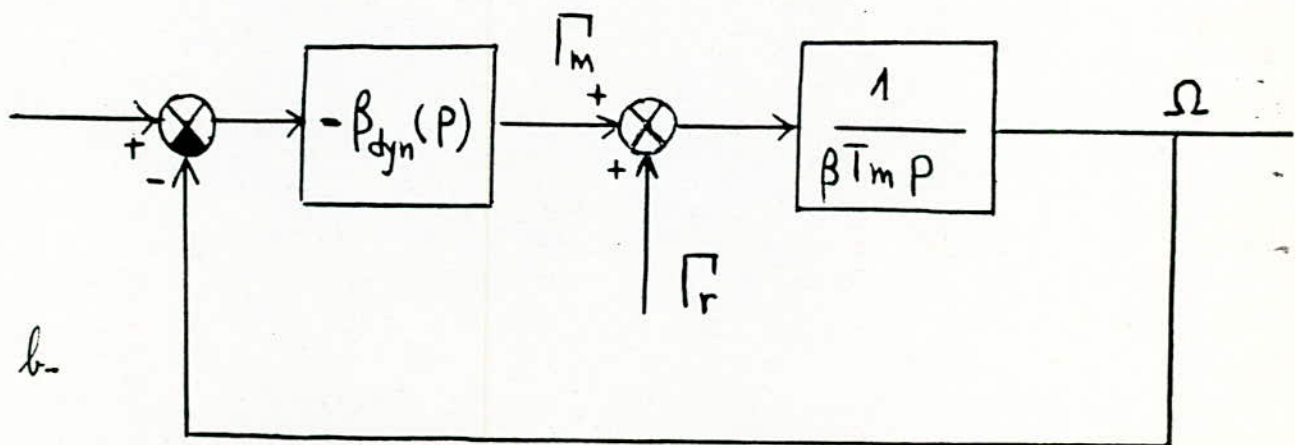 Γm
+ -
- βdyn(P)
+ +
1
βTm P
Ω
Γr
b-